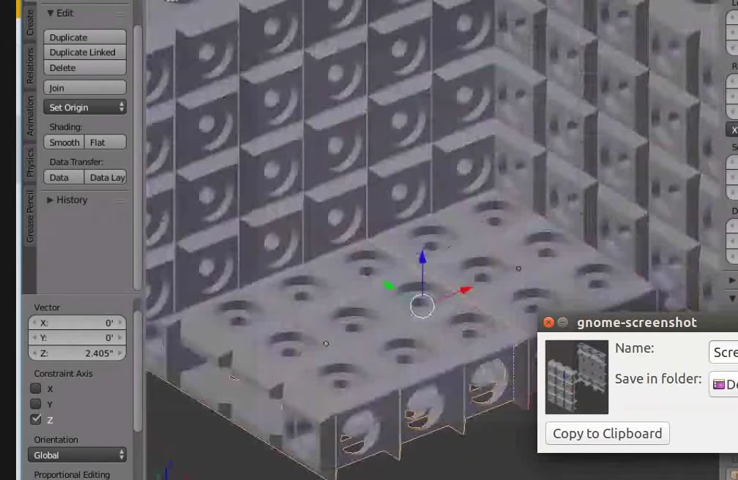 Create
Relations
Animation
Physics
Grease Pencil
▼ Edit
Duplicate
Duplicate Linked
Delete
Join
Set Origin
Shading:
Smooth Flat
Data Transfer:
Data Data Lay
▶ History
Vector
X: 0'
Y: 0'
Z: 2.405"
Constraint Axis
X
Y
Z
Orientation
Global
Proportional Editing
gnome-screenshot
Name: Scre
Save in folder: De
Copy to Clipboard
X